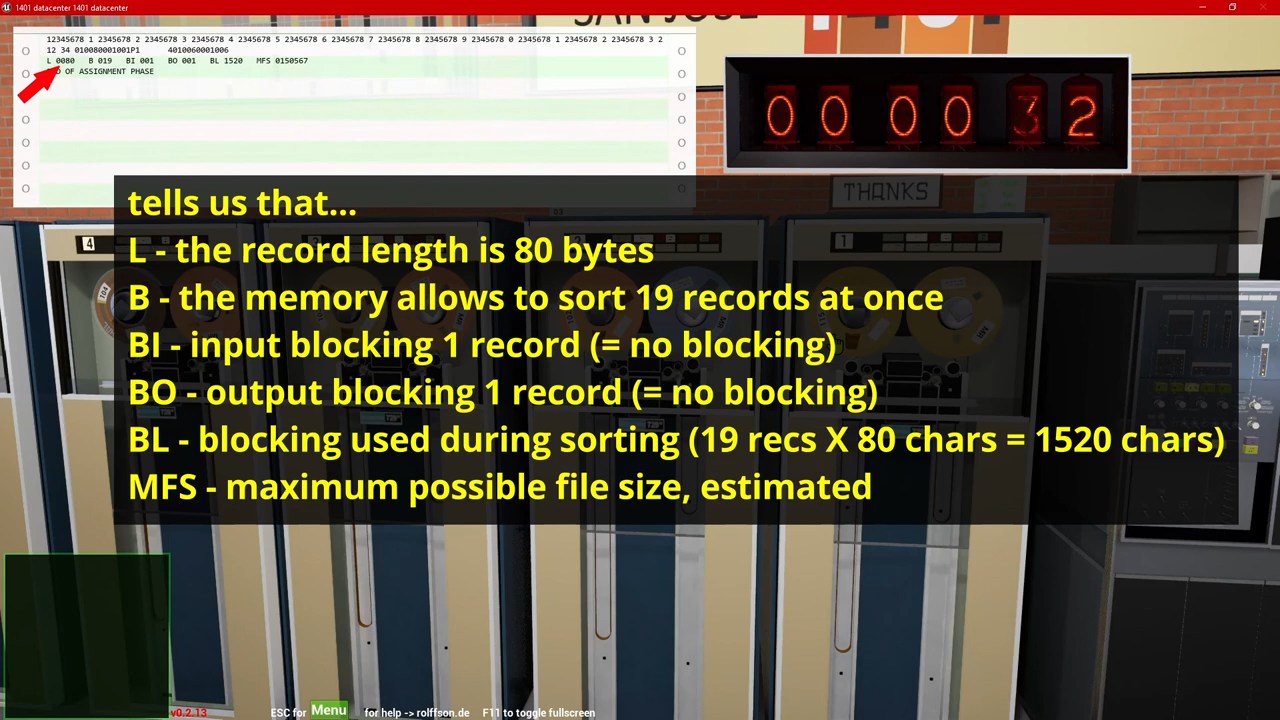 1401 datacenter 1401 datacenter
SAN JOSE
12345678 1 2345678 2 2345678 3 2345678 4 2345678 5 2345678 6 2345678 7 2345678 8 2345678 9 2345678 0 2345678 1 2345678 2 2345678 3 2
12 34 010080001001P1 4010060001006
L 0080 B 019 BI 001 BO 001 BL 1520 MFS 0150567
OF ASSIGNMENT PHASE
00 00 32
THANKS
tells us that...
L - the record length is 80 bytes
B - the memory allows to sort 19 records at once
BI - input blocking 1 record (= no blocking)
BO - output blocking 1 record (= no blocking)
BL - blocking used during sorting (19 recs X 80 chars = 1520 chars)
MFS - maximum possible file size, estimated
4
1
v0.2.13
ESC for Menu for help -> rolffson.de F11 to toggle fullscreen